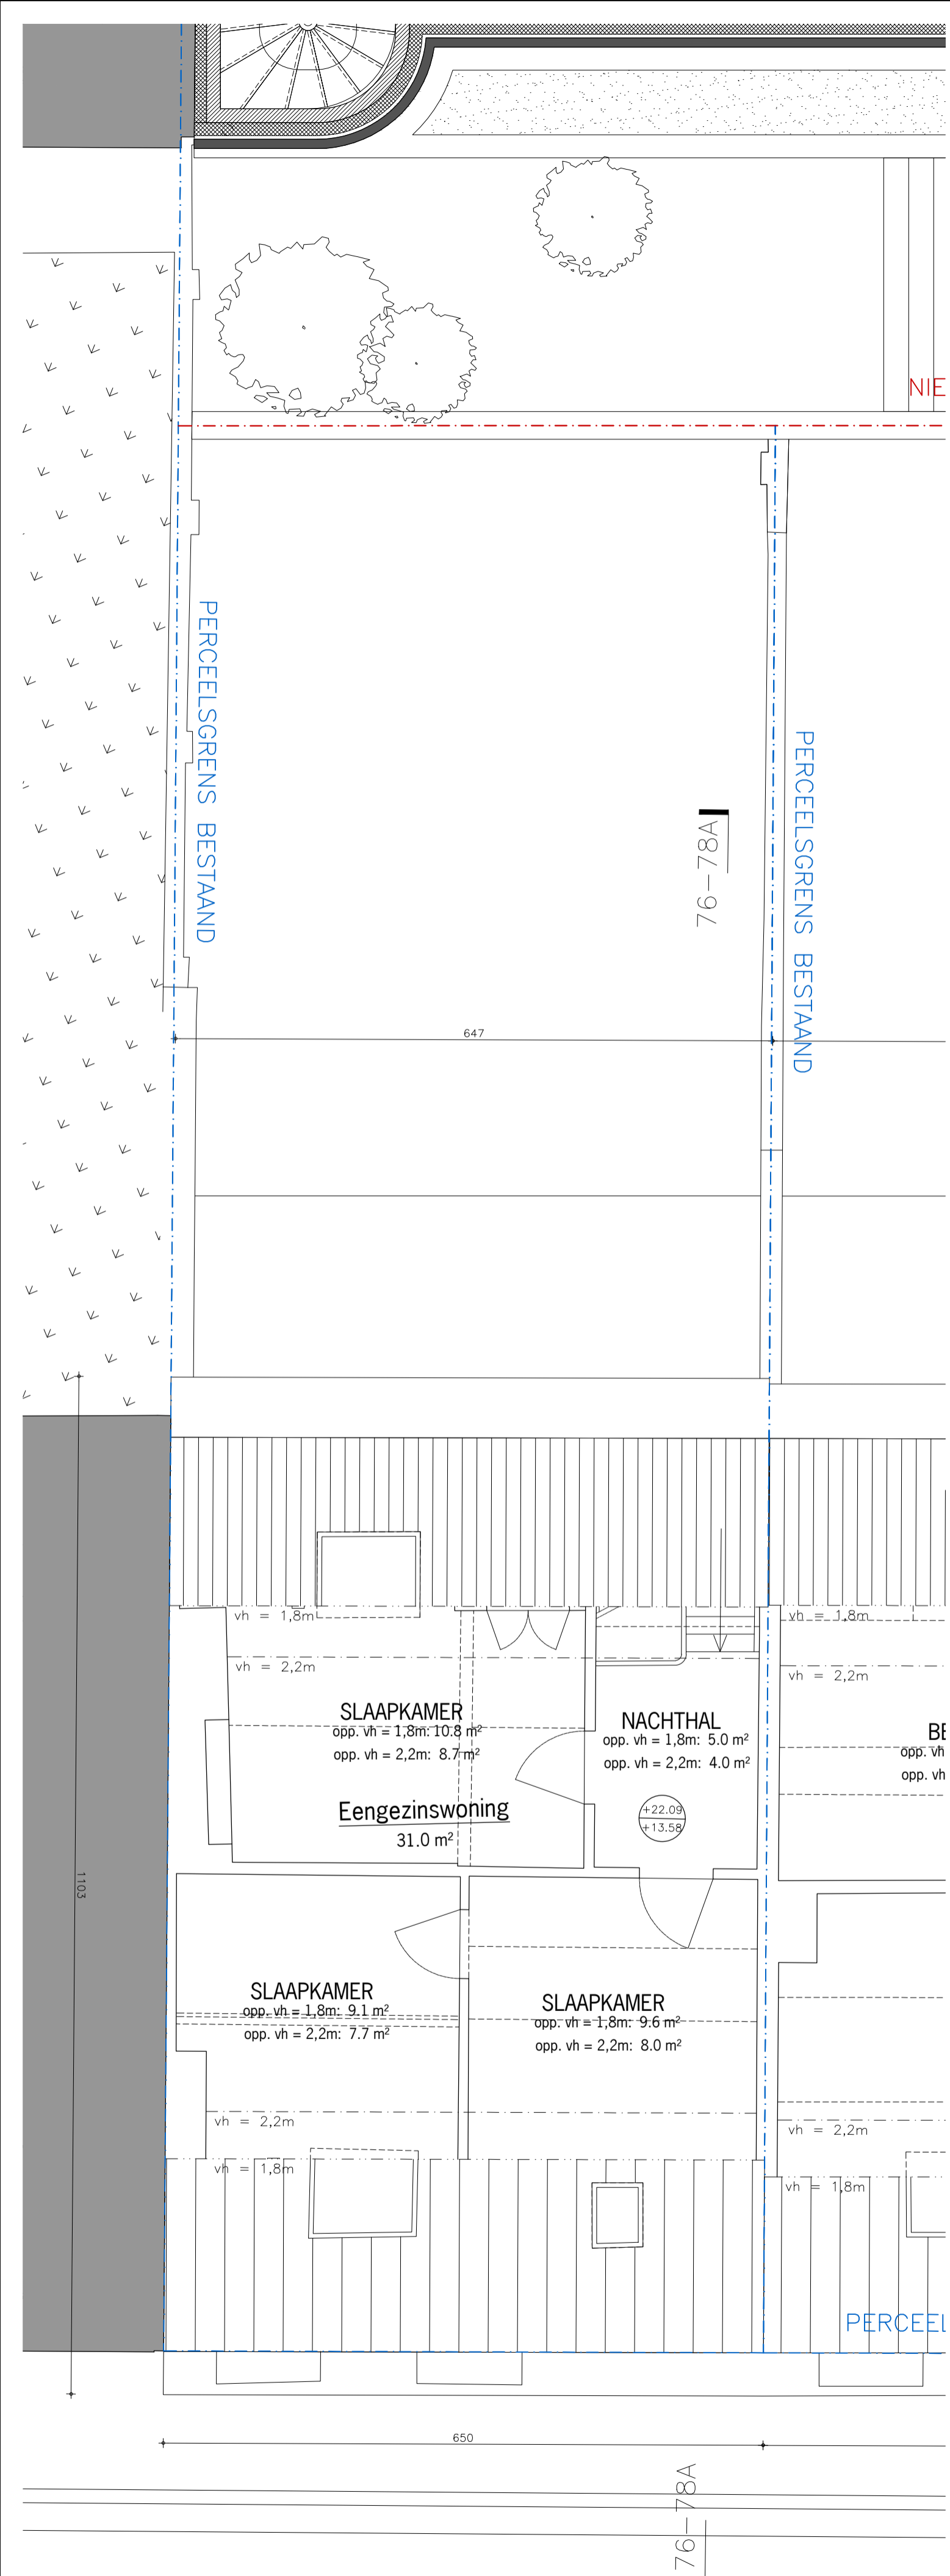 NIE
PERCEELSGRENS BESTAAND
PERCEELSGRENS BESTAAND
76-78A
647
vh = 1,8m
vh = 1,8m
vh = 2,2m
vh = 2,2m
SLAAPKAMER
opp. vh = 1,8m: 10.8 m²
opp. vh = 2,2m: 8.7 m²
NACHTHAL
opp. vh = 1,8m: 5.0 m²
opp. vh = 2,2m: 4.0 m²
BE
opp. vh
opp. vh
Eengezinswoning
31.0 m²
+22.09
+13.58
1103
SLAAPKAMER
opp. vh = 1,8m: 9.1 m²
opp. vh = 2,2m: 7.7 m²
SLAAPKAMER
opp. vh = 1,8m: 9.6 m²
opp. vh = 2,2m: 8.0 m²
vh = 2,2m
vh = 2,2m
vh = 1,8m
vh = 1,8m
PERCEEL
650
76-78A